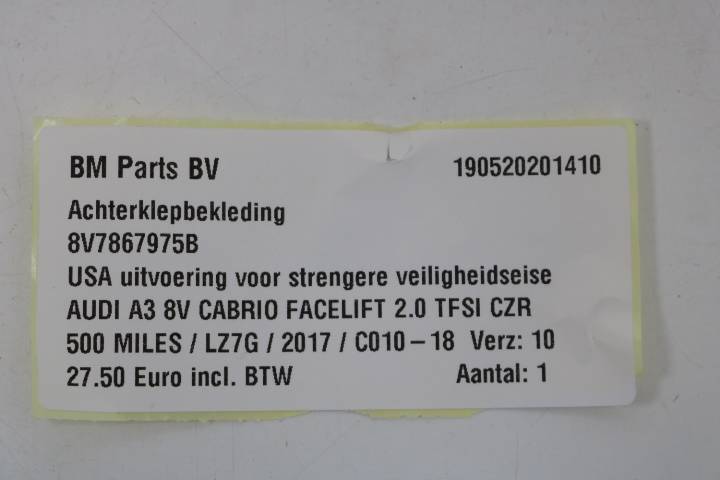 BM Parts BV 190520201410
Achterklepbekleding
8V7867975B
USA uitvoering voor strengere veiligheidseise
AUDI A3 8V CABRIO FACELIFT 2.0 TFSI CZR
500 MILES / LZ7G / 2017 / C010-18 Verz: 10
27.50 Euro incl. BTW Aantal: 1